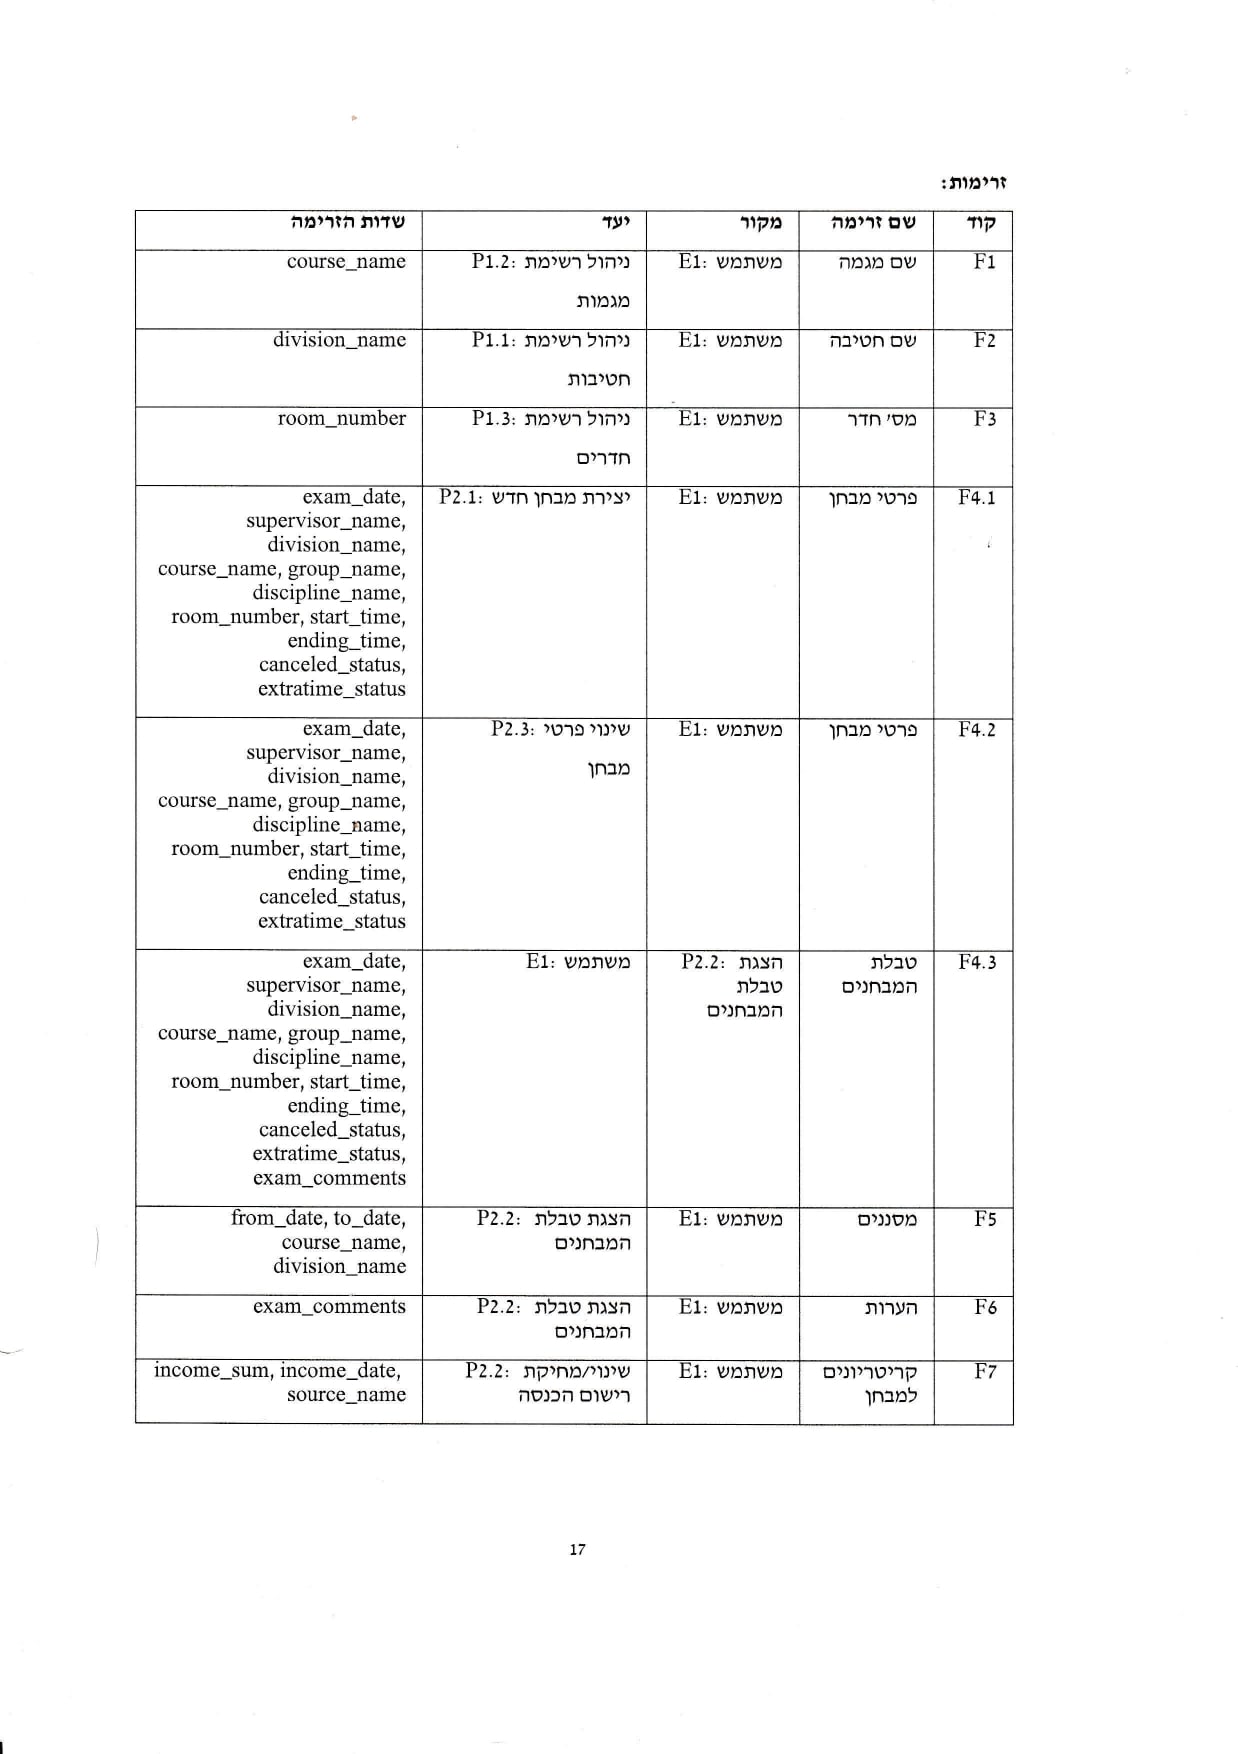 זרימות:
קוד שם זרימה מקור יעד שדות הזרימה
F1 שם מגמה משתמש :E1 ניהול רשימת :P1.2 course_name
מגמות
F2 שם חטיבה משתמש :E1 ניהול רשימת :P1.1 division_name
חטיבות
F3 מס' חדר משתמש :E1 ניהול רשימת :P1.3 room_number
חדרים
F4.1 פרטי מבחן משתמש :E1 יצירת מבחן חדש :P2.1 exam_date,
supervisor_name,
division_name,
course_name, group_name,
discipline_name,
room_number, start_time,
ending_time,
canceled_status,
extratime_status
F4.2 פרטי מבחן משתמש :E1 שינוי פרטי :P2.3 exam_date,
מבחן supervisor_name,
division_name,
course_name, group_name,
discipline_name,
room_number, start_time,
ending_time,
canceled_status,
extratime_status
F4.3 טבלת הצגת :P2.2 משתמש :E1 exam_date,
המבחנים טבלת supervisor_name,
המבחנים division_name,
course_name, group_name,
discipline_name,
room_number, start_time,
ending_time,
canceled_status,
extratime_status,
exam_comments
F5 מסננים משתמש :E1 הצגת טבלת :P2.2 from_date, to_date,
המבחנים course_name,
division_name
F6 הערות משתמש :E1 הצגת טבלת :P2.2 exam_comments
המבחנים
F7 קריטריונים משתמש :E1 שינוי/מחיקת :P2.2 income_sum, income_date,
למבחן רישום הכנסה source_name
17